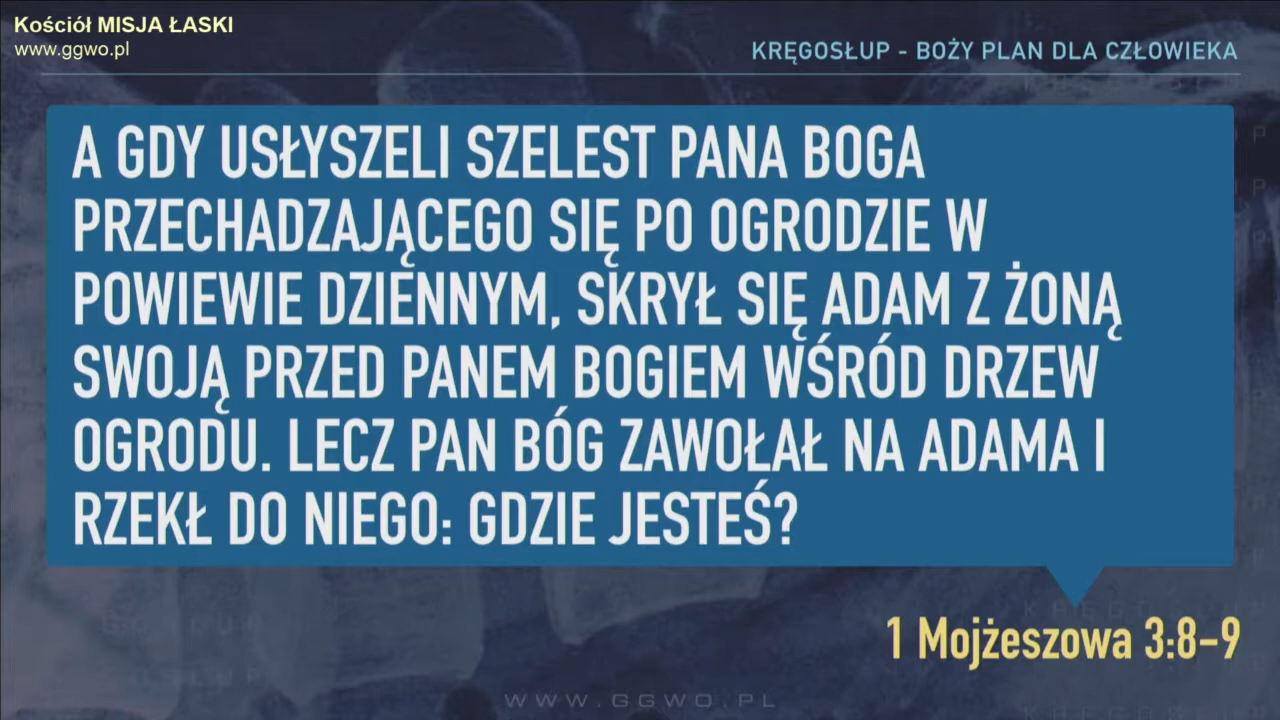 Kościół MISJA ŁASKI
www.ggwo.pl
KRĘGOSŁUP - BOŻY PLAN DLA CZŁOWIEKA
A GDY USŁYSZELI SZELEST PANA BOGA
PRZECHADZAJĄCEGO SIĘ PO OGRODZIE W
POWIEWIE DZIENNYM, SKRYŁ SIĘ ADAM Z ŻONĄ
SWOJĄ PRZED PANEM BOGIEM WŚRÓD DRZEW
OGRODU. LECZ PAN BÓG ZAWOŁAŁ NA ADAMA I
RZEKŁ DO NIEGO: GDZIE JESTEŚ?
1 Mojżeszowa 3:8-9
WWW.GGWO.PL